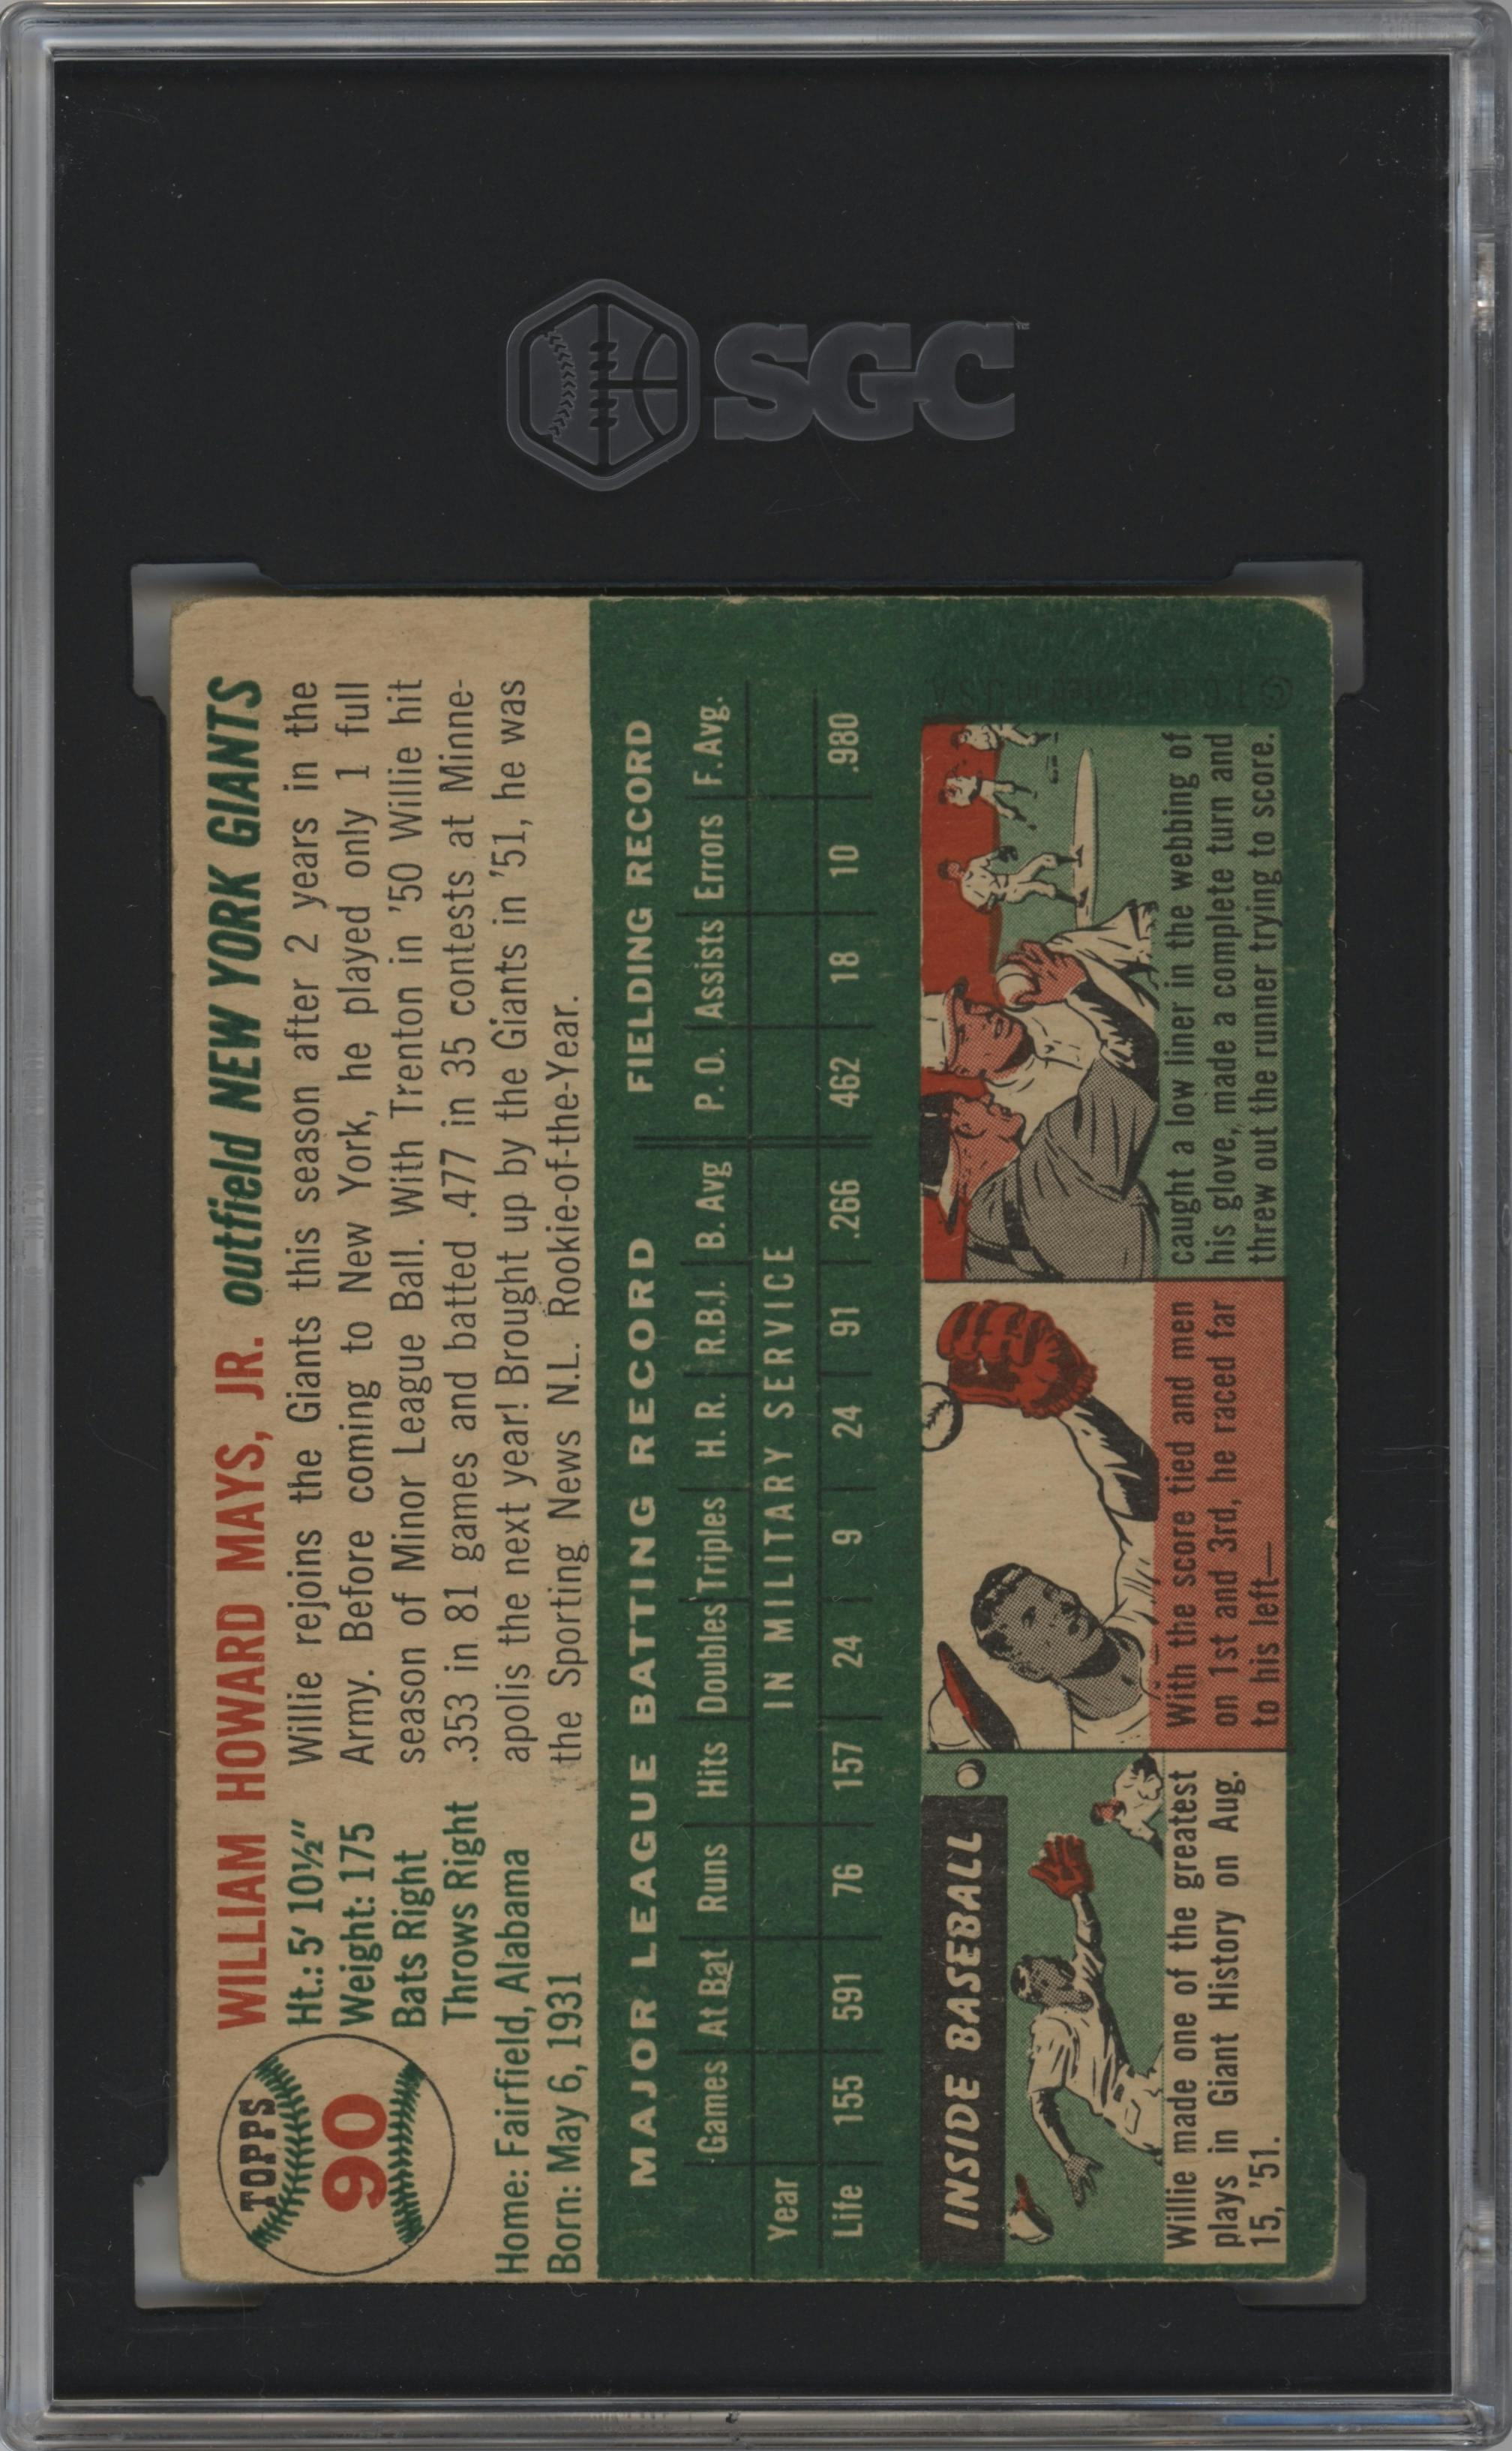 SGC
TOPPS
90
WILLIAM HOWARD MAYS, JR. outfield NEW YORK GIANTS
Ht.: 5' 10½"
Weight: 175
Bats Right
Throws Right
Home: Fairfield, Alabama
Born: May 6, 1931
Willie rejoins the Giants this season after 2 years in the
Army. Before coming to New York, he played only 1 full
season of Minor League Ball. With Trenton in '50 Willie hit
.353 in 81 games and batted .477 in 35 contests at Minne-
apolis the next year! Brought up by the Giants in '51, he was
the Sporting News N.L. Rookie-of-the-Year.
MAJOR LEAGUE BATTING RECORD FIELDING RECORD
Games At Bat Runs Hits Doubles Triples H. R. R.B.I. B. Avg P. O. Assists Errors F. Avg.
Year IN MILITARY SERVICE
Life 155 591 76 157 24 9 24 91 .266 462 18 10 .980
INSIDE BASEBALL
Willie made one of the greatest
plays in Giant History on Aug.
15, '51.
With the score tied and men
on 1st and 3rd, he raced far
to his left—
caught a low liner in the webbing of
his glove, made a complete turn and
threw out the runner trying to score.